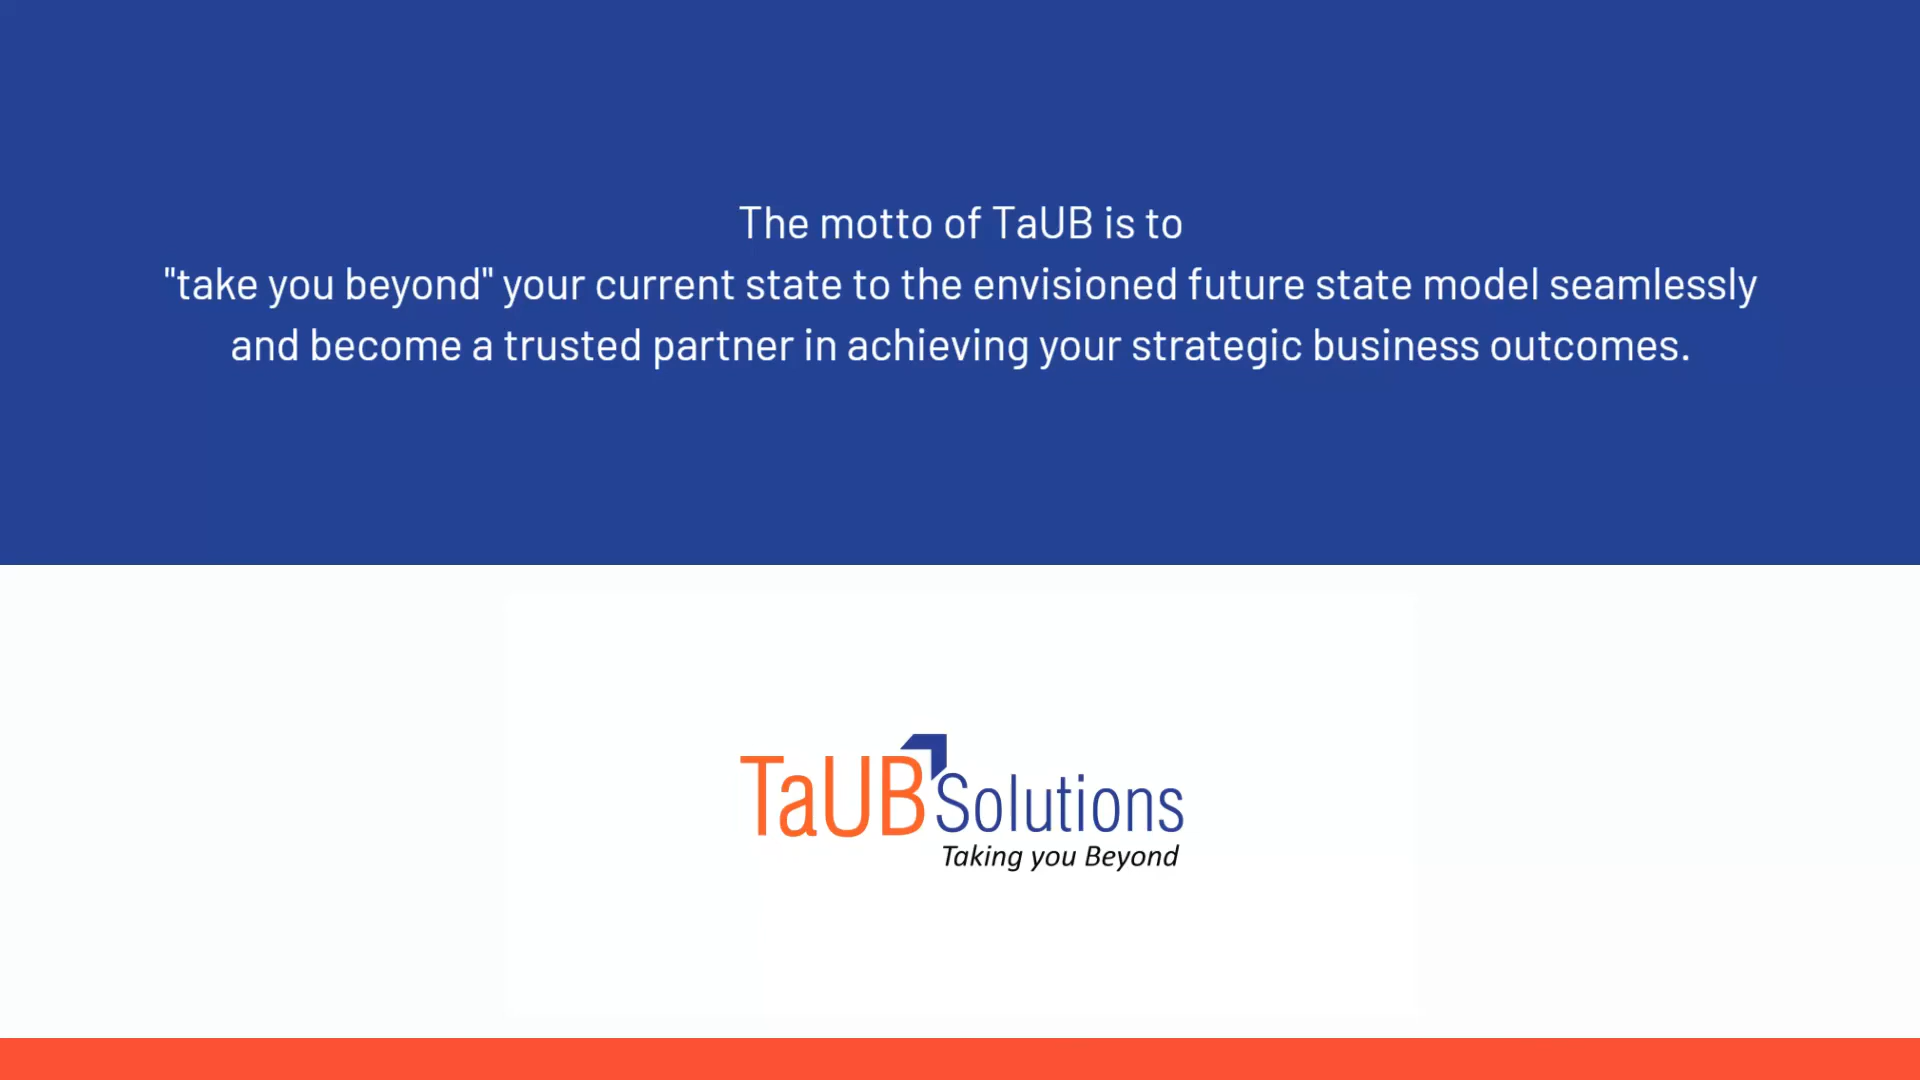 The motto of TaUB is to
"take you beyond" your current state to the envisioned future state model seamlessly
and become a trusted partner in achieving your strategic business outcomes.
TaUB Solutions
Taking you Beyond